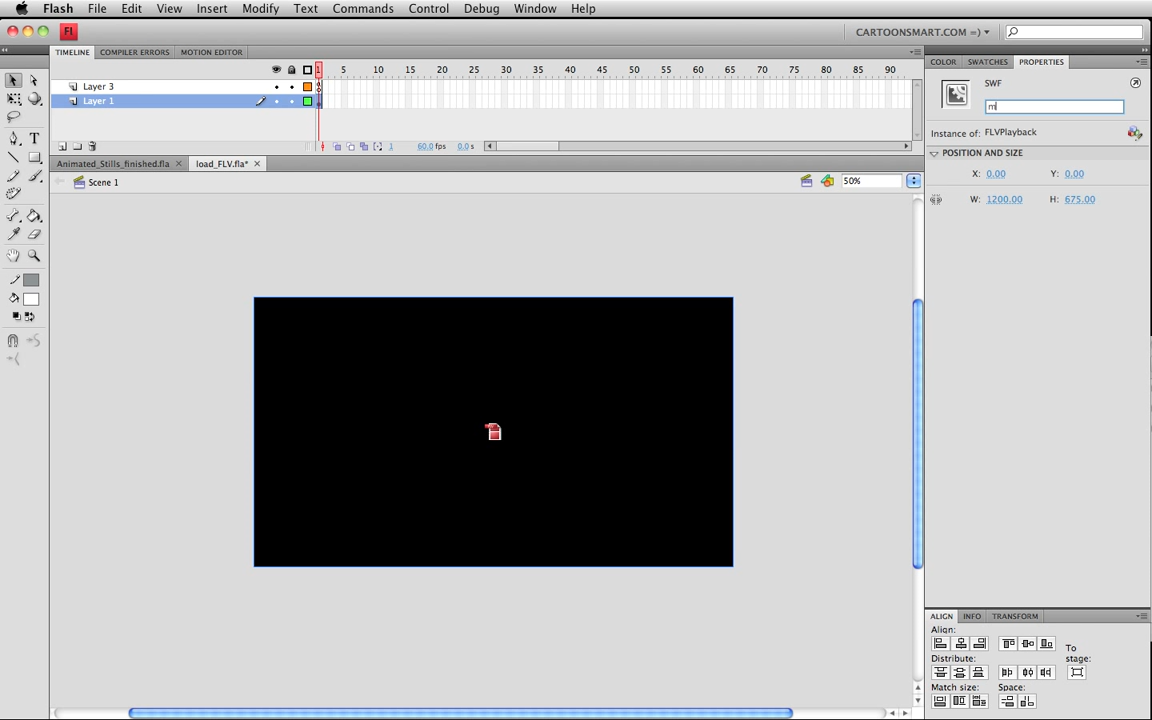 Flash File Edit View Insert Modify Text Commands Control Debug Window Help
Fl CARTOONSMART.COM =)
TIMELINE COMPILER ERRORS MOTION EDITOR
1 5 10 15 20 25 30 35 40 45 50 55 60 65 70 75 80 85 90
Layer 3
Layer 1
1 60.0 fps 0.0 s
Animated_Stills_finished.fla load_FLV.fla*
Scene 1 50%
COLOR SWATCHES PROPERTIES
SWF
m
Instance of: FLVPlayback
POSITION AND SIZE
X: 0.00 Y: 0.00
W: 1200.00 H: 675.00
ALIGN INFO TRANSFORM
Align:
To
stage:
Distribute:
Match size: Space: